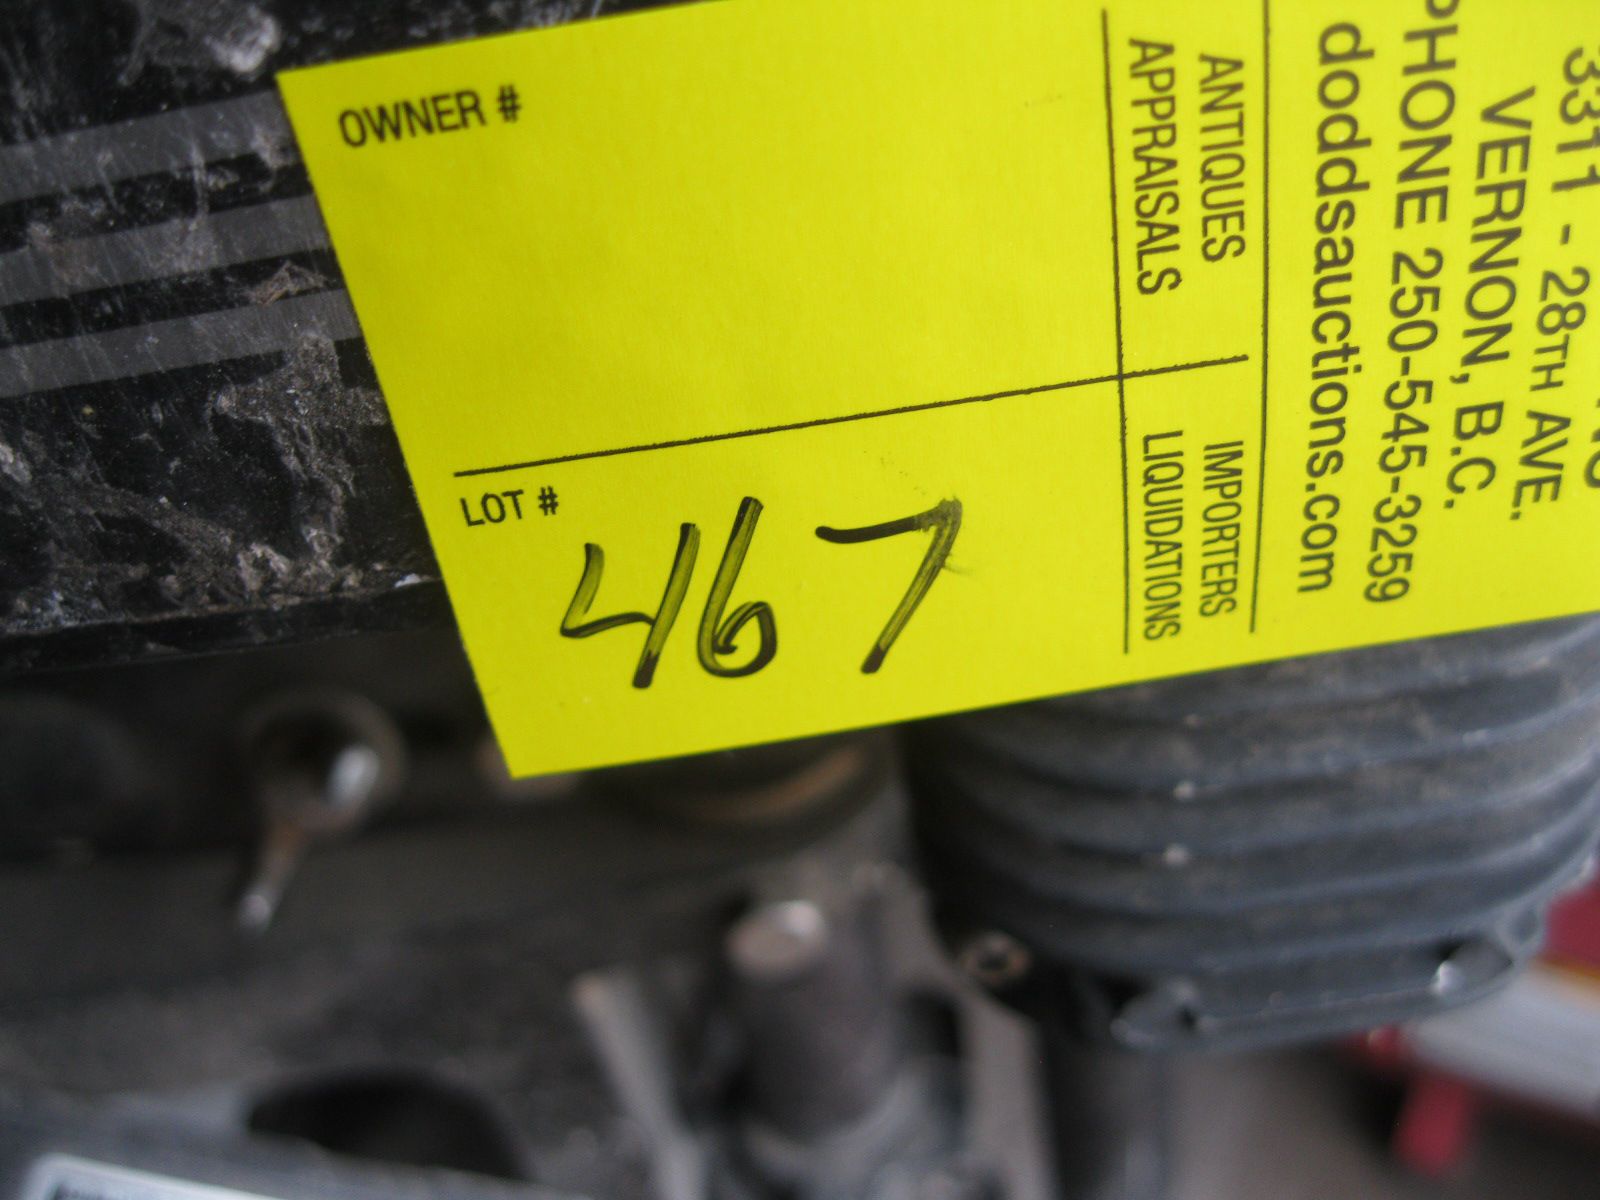 OWNER #
LOT #
467
ANTIQUES
APPRAISALS
IMPORTERS
LIQUIDATIONS
3311 - 28TH AVE.
VERNON, B.C.
PHONE 250-545-3259
doddsauctions.com